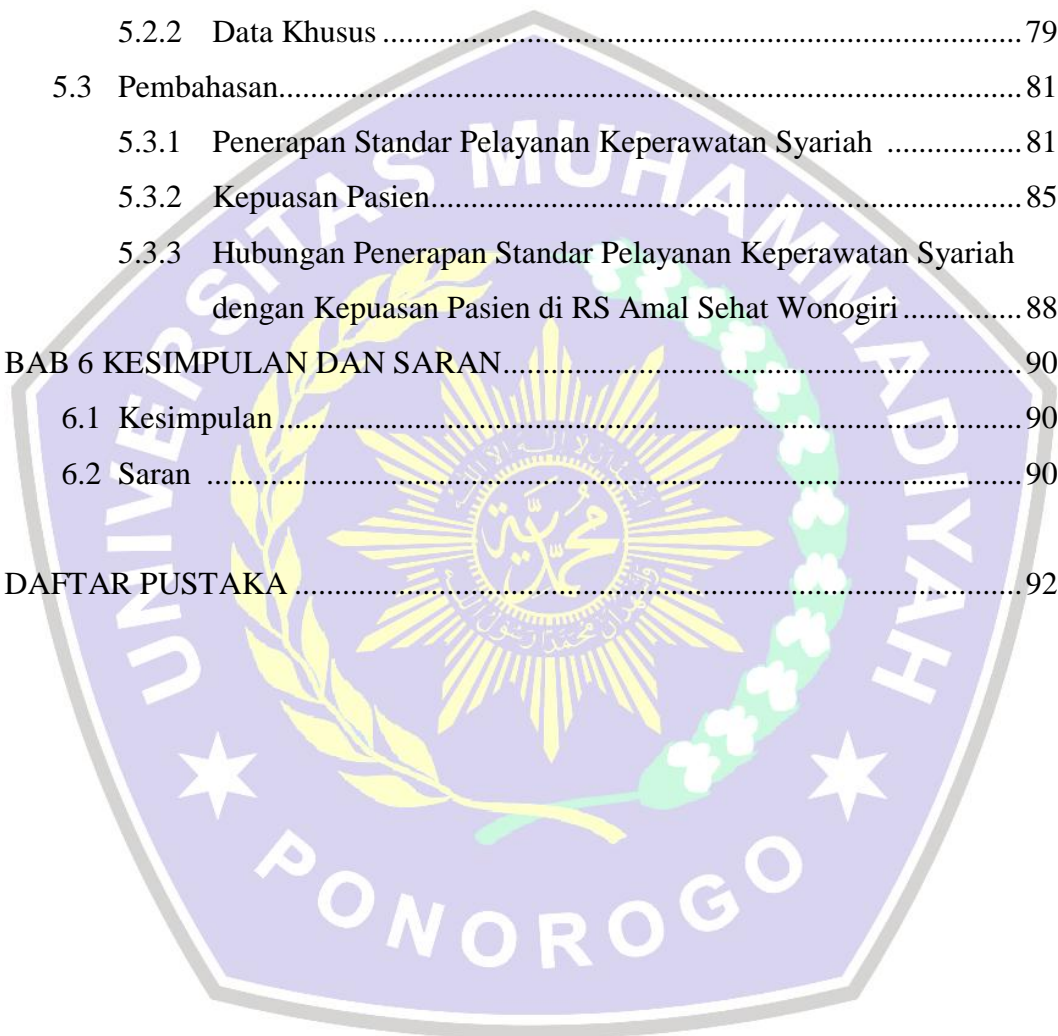 5.2.2 Data Khusus ................................................................................ 79
5.3 Pembahasan............................................................................................. 81
5.3.1 Penerapan Standar Pelayanan Keperawatan Syariah ................. 81
5.3.2 Kepuasan Pasien.......................................................................... 85
5.3.3 Hubungan Penerapan Standar Pelayanan Keperawatan Syariah
dengan Kepuasan Pasien di RS Amal Sehat Wonogiri............... 88
BAB 6 KESIMPULAN DAN SARAN................................................................. 90
6.1 Kesimpulan ............................................................................................. 90
6.2 Saran ...................................................................................................... 90
DAFTAR PUSTAKA ........................................................................................... 92
UNIVERSITAS MUHAMMADIYAH
PONOROGO